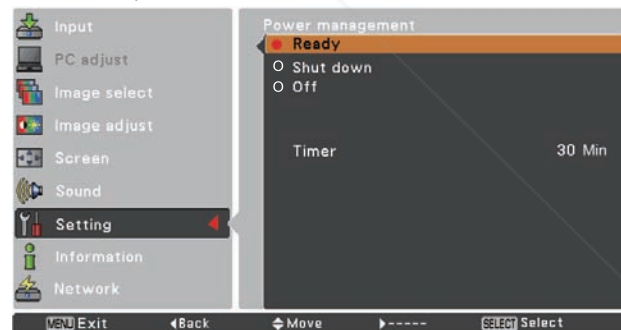 Input
PC adjust
Image select
Image adjust
Screen
Sound
Setting
Information
Network
Power management
Ready
Shut down
Off
Timer 30 Min
MENU Exit Back Move ----- SELECT Select